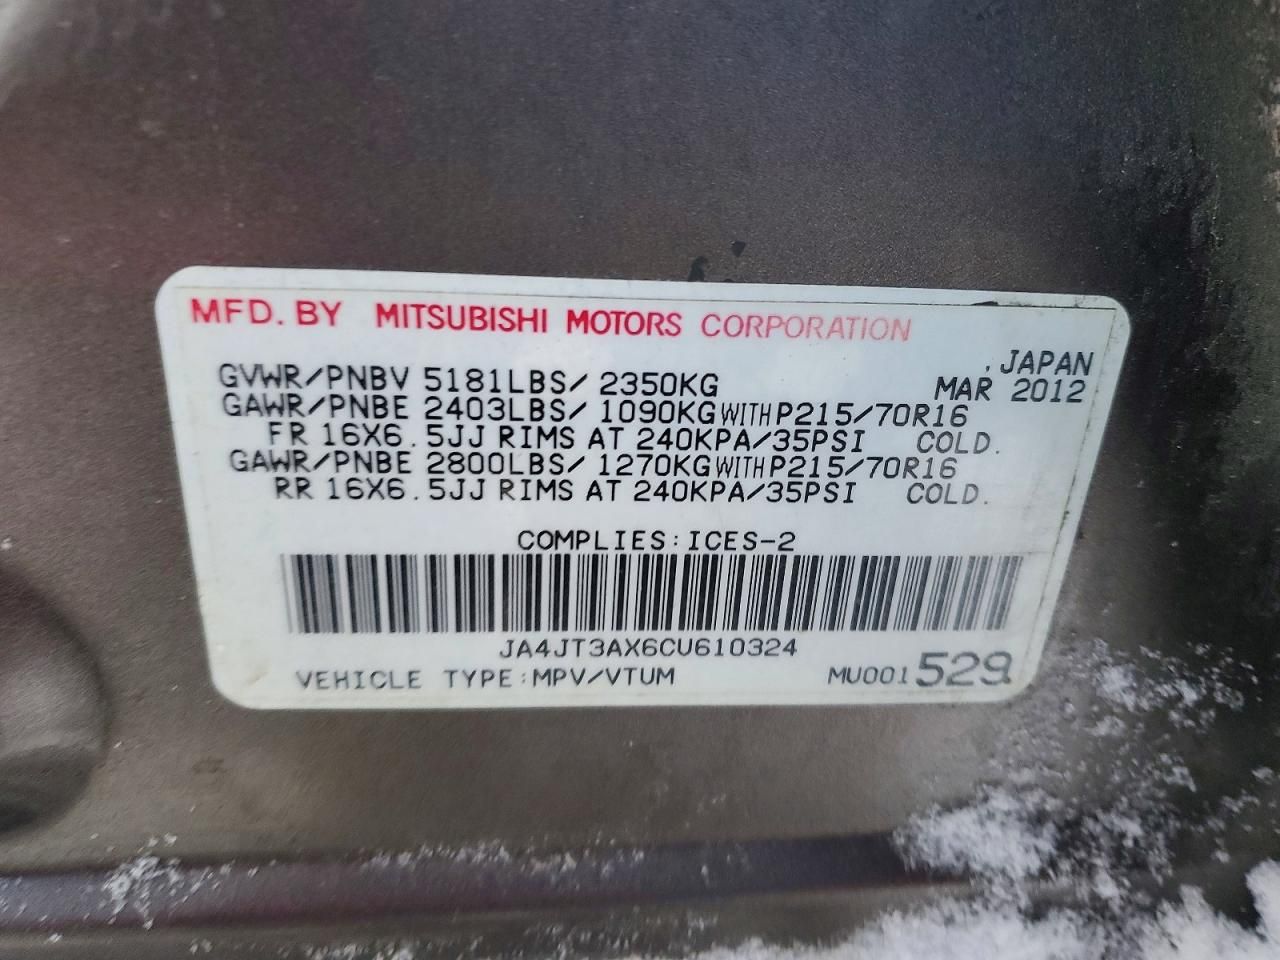 MFD. BY MITSUBISHI MOTORS CORPORATION
, JAPAN
GVWR/PNBV 5181LBS/ 2350KG MAR 2012
GAWR/PNBE 2403LBS/ 1090KG WITH P215/70R16
FR 16X6.5JJ RIMS AT 240KPA/35PSI COLD.
GAWR/PNBE 2800LBS/ 1270KG WITH P215/70R16
RR 16X6.5JJ RIMS AT 240KPA/35PSI COLD.
COMPLIES:ICES-2
JA4JT3AX6CU610324
VEHICLE TYPE:MPV/VTUM MU001529